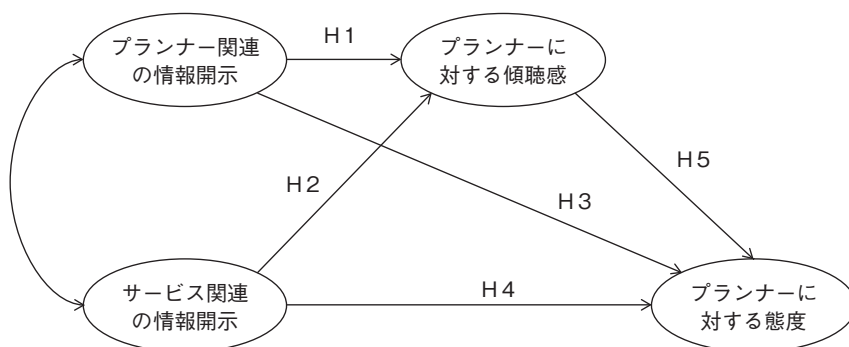 プランナー関連
の情報開示
H1
プランナーに
対する傾聴感
H2
H3
H5
サービス関連
の情報開示
H4
プランナーに
対する態度